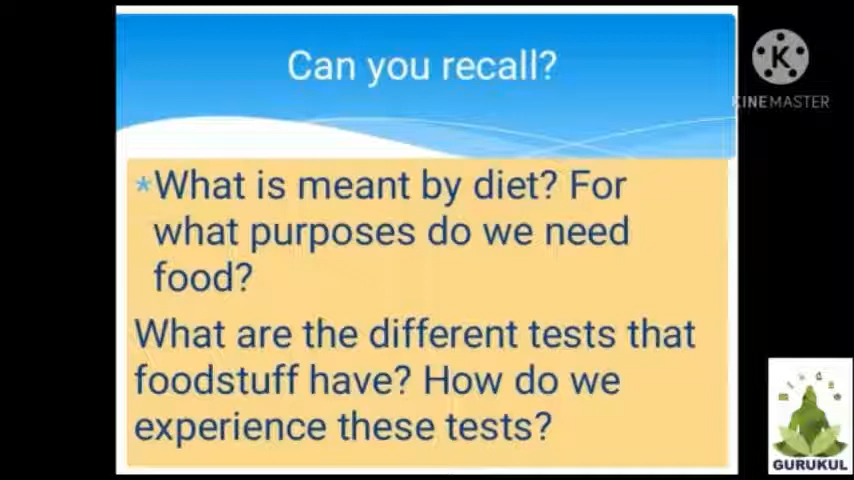 Can you recall?
KINEMASTER
*What is meant by diet? For
what purposes do we need
food?
What are the different tests that
foodstuff have? How do we
experience these tests?
GURUKUL